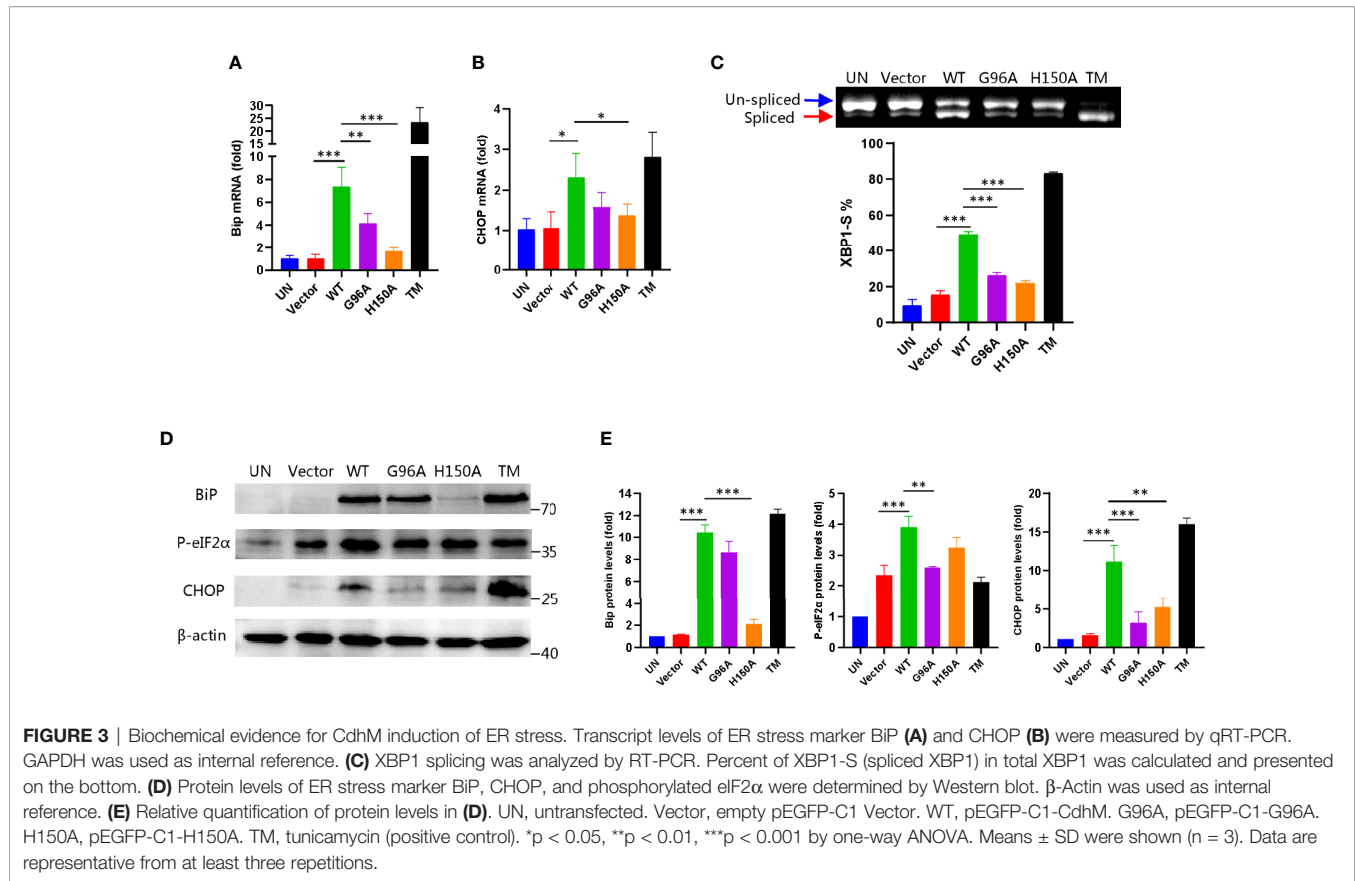 A
Bip mRNA (fold)
30
25
20
15
10
8
6
4
2
0
***
**
***
UN
Vector
WT
G96A
H150A
TM
B
CHOP mRNA (fold)
4
3
2
1
0
*
*
UN
Vector
WT
G96A
H150A
TM
C
UN Vector WT G96A H150A TM
Un-spliced
Spliced
XBP1-S %
100
80
60
40
20
0
***
***
***
UN
Vector
WT
G96A
H150A
TM
D
UN Vector WT G96A H150A TM
BiP
70
P-eIF2α
35
CHOP
25
β-actin
40
E
Bip protein levels (fold)
14
12
10
8
6
4
2
0
***
***
UN
Vector
WT
G96A
H150A
TM
P-eIF2α protein levels (fold)
5
4
3
2
1
0
**
***
UN
Vector
WT
G96A
H150A
TM
CHOP protien levels (fold)
20
15
10
5
0
**
***
***
UN
Vector
WT
G96A
H150A
TM
FIGURE 3 | Biochemical evidence for CdhM induction of ER stress. Transcript levels of ER stress marker BiP (A) and CHOP (B) were measured by qRT-PCR.
GAPDH was used as internal reference. (C) XBP1 splicing was analyzed by RT-PCR. Percent of XBP1-S (spliced XBP1) in total XBP1 was calculated and presented
on the bottom. (D) Protein levels of ER stress marker BiP, CHOP, and phosphorylated eIF2α were determined by Western blot. β-Actin was used as internal
reference. (E) Relative quantification of protein levels in (D). UN, untransfected. Vector, empty pEGFP-C1 Vector. WT, pEGFP-C1-CdhM. G96A, pEGFP-C1-G96A.
H150A, pEGFP-C1-H150A. TM, tunicamycin (positive control). *p < 0.05, **p < 0.01, ***p < 0.001 by one-way ANOVA. Means ± SD were shown (n = 3). Data are
representative from at least three repetitions.